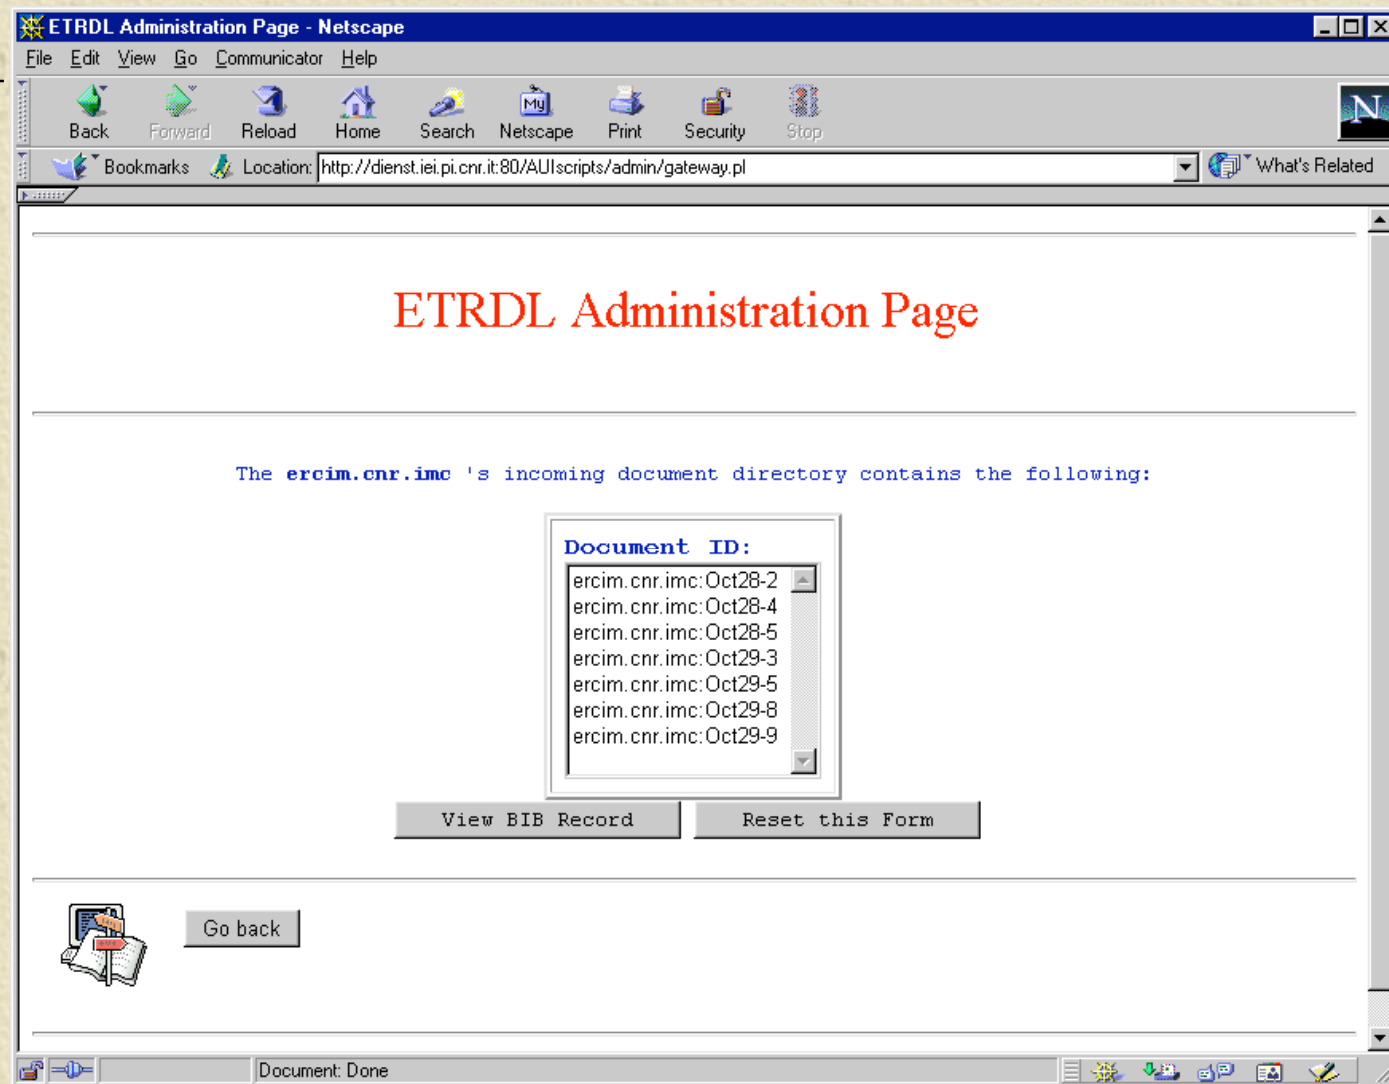 ETRDL Administration Page - Netscape
File Edit View Go Communicator Help
Back Forward Reload Home Search Netscape Print Security Stop
My
N
Bookmarks Location: http://dienst.iei.pi.cnr.it:80/AUIscripts/admin/gateway.pl What's Related
ETRDL Administration Page
The ercim.cnr.imc 's incoming document directory contains the following:
Document ID:
ercim.cnr.imc:Oct28-2
ercim.cnr.imc:Oct28-4
ercim.cnr.imc:Oct28-5
ercim.cnr.imc:Oct29-3
ercim.cnr.imc:Oct29-5
ercim.cnr.imc:Oct29-8
ercim.cnr.imc:Oct29-9
View BIB Record Reset this Form
Go back
Document: Done